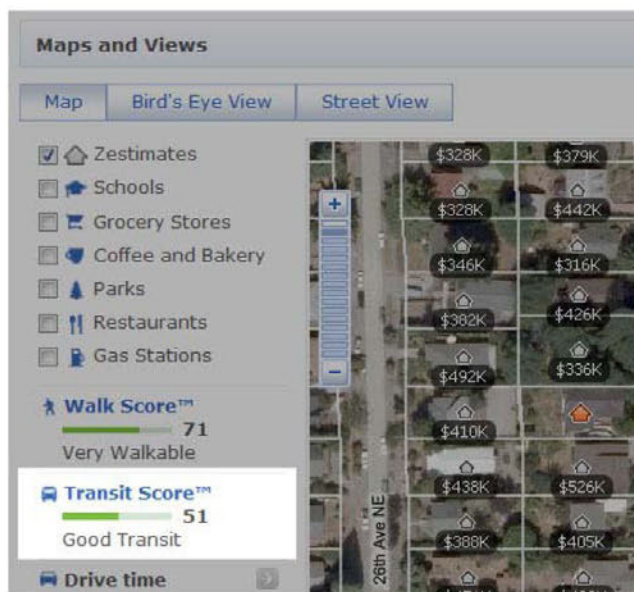 Maps and Views
Map
Bird's Eye View
Street View
Zestimates
Schools
Grocery Stores
Coffee and Bakery
Parks
Restaurants
Gas Stations
Walk Score™
71
Very Walkable
Transit Score™
51
Good Transit
Drive time
$328K
$379K
$328K
$442K
$346K
$316K
$382K
$426K
$492K
$336K
$410K
$438K
$526K
$388K
$405K
26th Ave NE